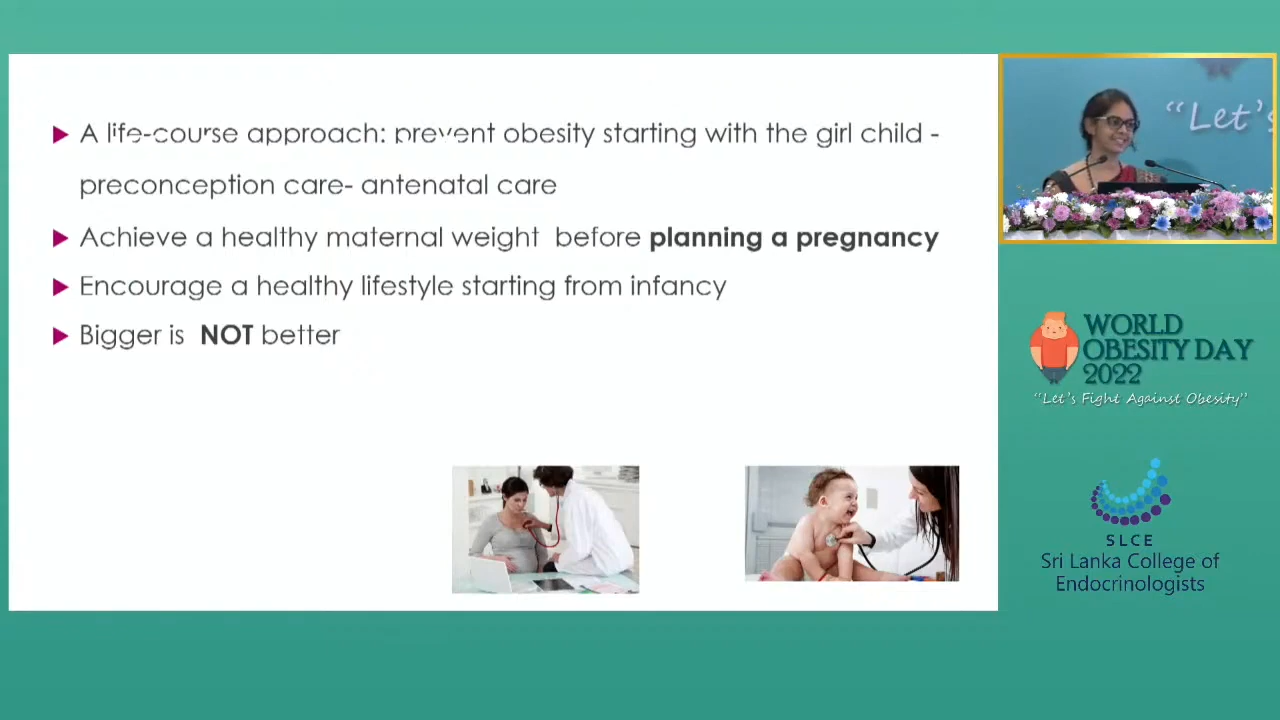 A life-course approach: prevent obesity starting with the girl child -
preconception care- antenatal care
Achieve a healthy maternal weight before planning a pregnancy
Encourage a healthy lifestyle starting from infancy
Bigger is NOT better
“Let’s
WORLD
OBESITY DAY
2022
“Let’s Fight Against Obesity”
SLCE
Sri Lanka College of
Endocrinologists